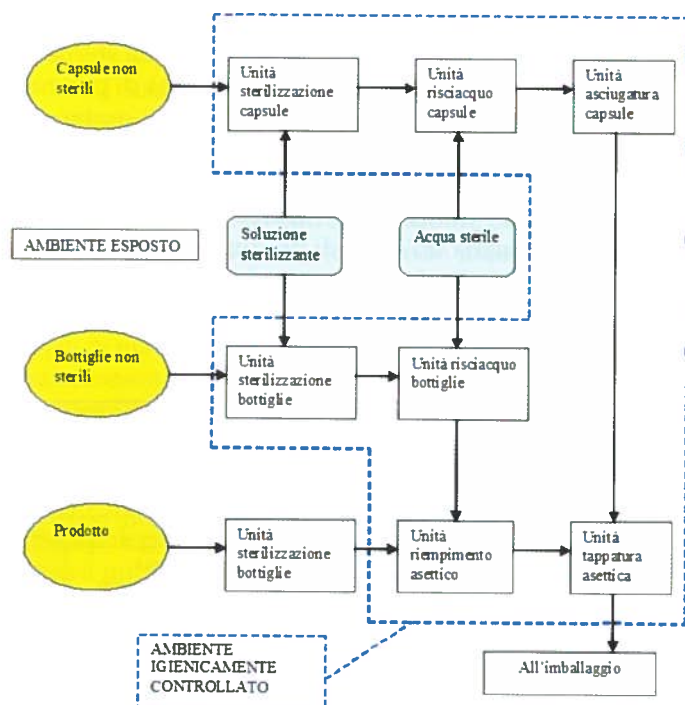 Capsule non
sterili
Unità
sterilizzazione
capsule
Unità
risciacquo
capsule
Unità
asciugatura
capsule
AMBIENTE ESPOSTO
Soluzione
sterilizzante
Acqua sterile
Bottiglie non
sterili
Unità
sterilizzazione
bottiglie
Unità risciacquo
bottiglie
Prodotto
Unità
sterilizzazione
bottiglie
Unità
riempimento
asettico
Unità
tappatura
asettica
AMBIENTE
IGIENICAMENTE
CONTROLLATO
All'imballaggio